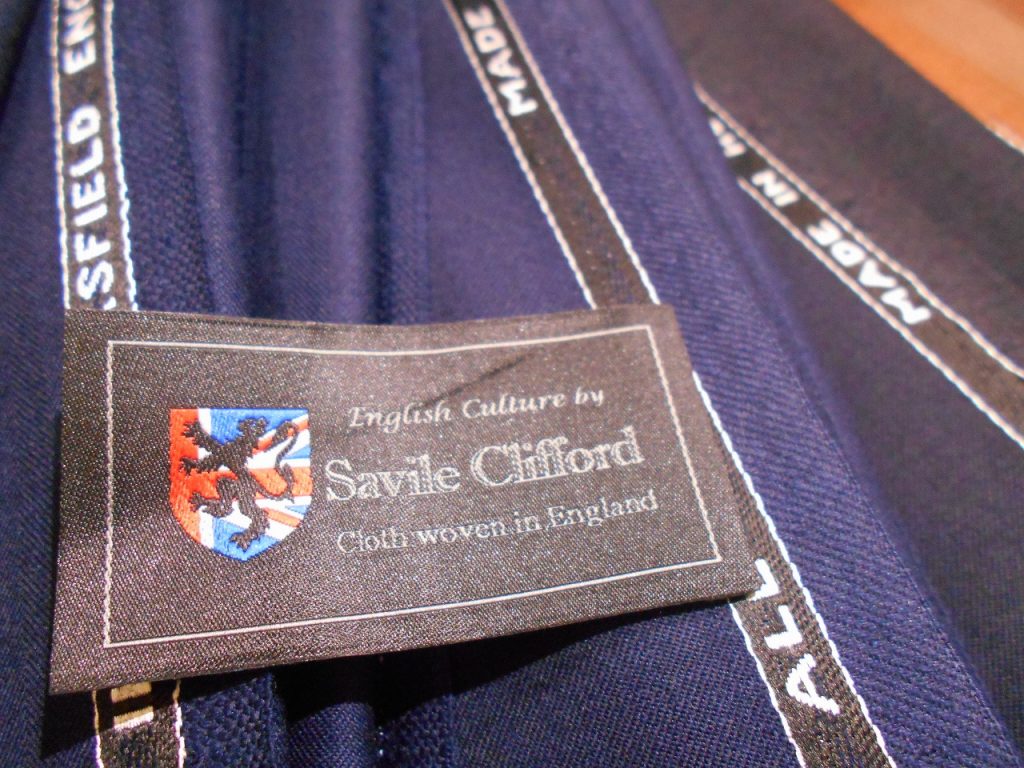 SFIELD ENG
MADE
MADE IN
English Culture by
Savile Clifford
Cloth woven in England
ALL